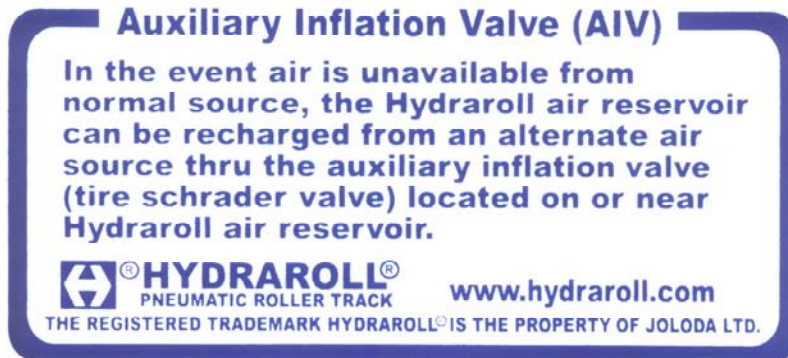 Auxiliary Inflation Valve (AIV)
In the event air is unavailable from
normal source, the Hydraroll air reservoir
can be recharged from an alternate air
source thru the auxiliary inflation valve
(tire schrader valve) located on or near
Hydraroll air reservoir.
®HYDRAROLL®
PNEUMATIC ROLLER TRACK
www.hydraroll.com
THE REGISTERED TRADEMARK HYDRAROLL® IS THE PROPERTY OF JOLODA LTD.